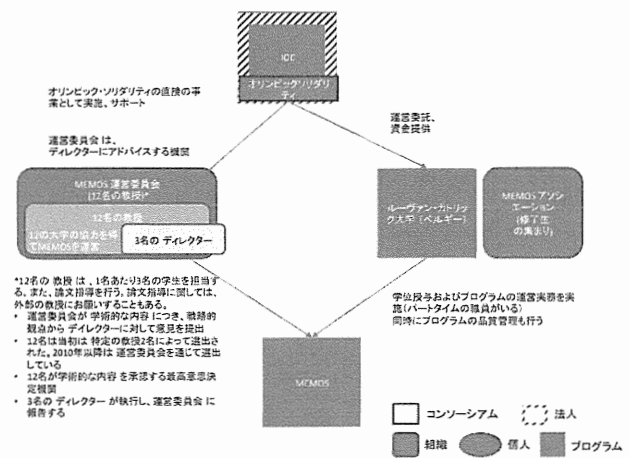 IOC
オリンピック・ソリダリ
ティ
オリンピック・ソリダリティの直接の事
業として実施、サポート
運営委託、
資金提供
運営委員会 は、
ディレクターにアドバイスする機関
MEMOS 運営委員会
(12名の教授)*
12名の教授
12の大学の協力を得
てMEMOSを運営
3名の ディレクター
ルーヴァン・カトリッ
ク大学 (ベルギー)
MEMOS アソシ
エーション
(修了生
の集まり)
*12名の 教授 は 、1名あたり3名の学生を担当す
る。また、論文指導を行う。論文指導に関しては、
外部の教授にお願いすることもある。
• 運営委員会が 学術的な内容 につき、戦略的
観点から ディレクターに対して意見を提出
• 12名は当初は 特定の教授2名によって選出さ
れた。2010年以降は 運営委員会を通じて選出
している
• 12名が学術的な内容 を承認する最高意思決
定機関
• 3名の ディレクター が執行し、運営委員会 に
報告する
学位授与およびプログラムの運営実務を実
施(パートタイムの職員がいる)
同時にプログラムの品質管理も行う
MEMOS
コンソーシアム
法人
組織
個人
プログラム